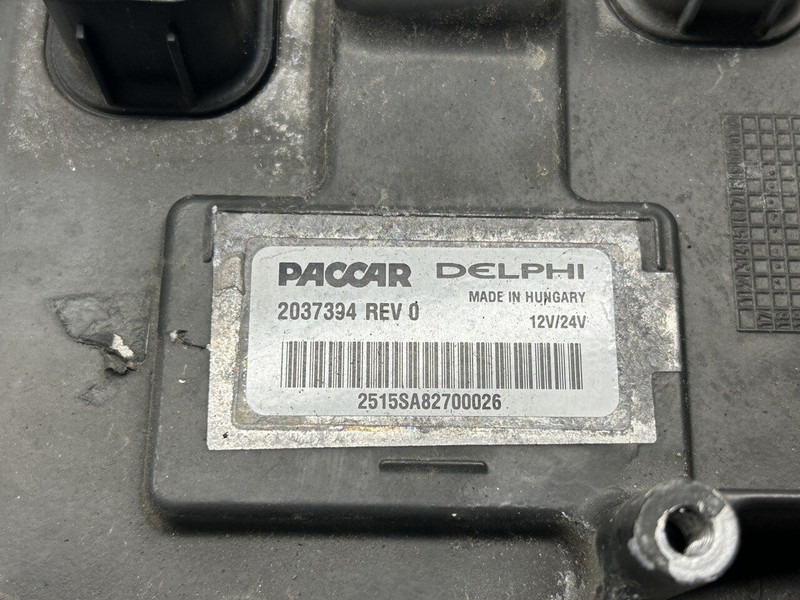 PACCAR DELPHI
2037394 REV 0 MADE IN HUNGARY
12V/24V
2515SA82700026